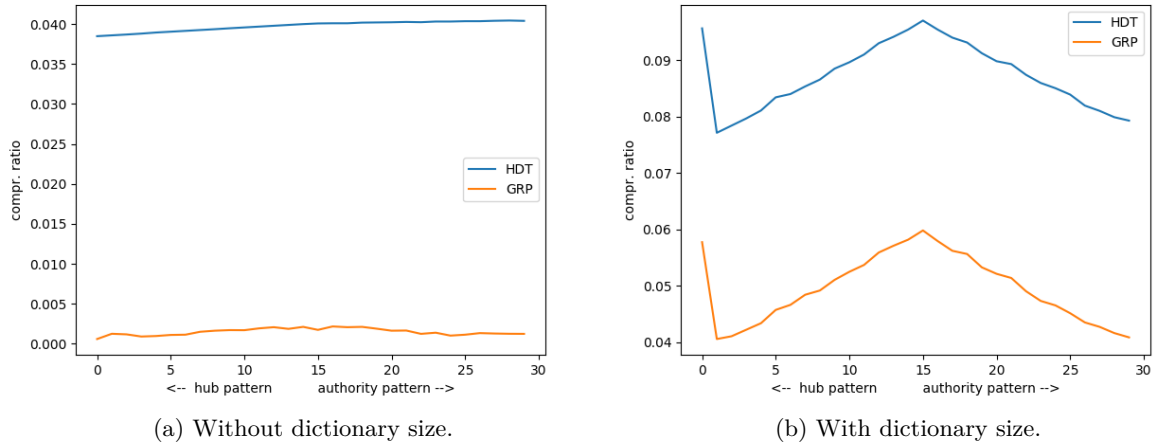 0.040
0.035
0.030
0.025
0.020
0.015
0.010
0.005
0.000
compr. ratio
HDT
GRP
0 5 10 15 20 25 30
<-- hub pattern authority pattern -->
(a) Without dictionary size.
0.09
0.08
0.07
0.06
0.05
0.04
compr. ratio
HDT
GRP
0 5 10 15 20 25 30
<-- hub pattern authority pattern -->
(b) With dictionary size.